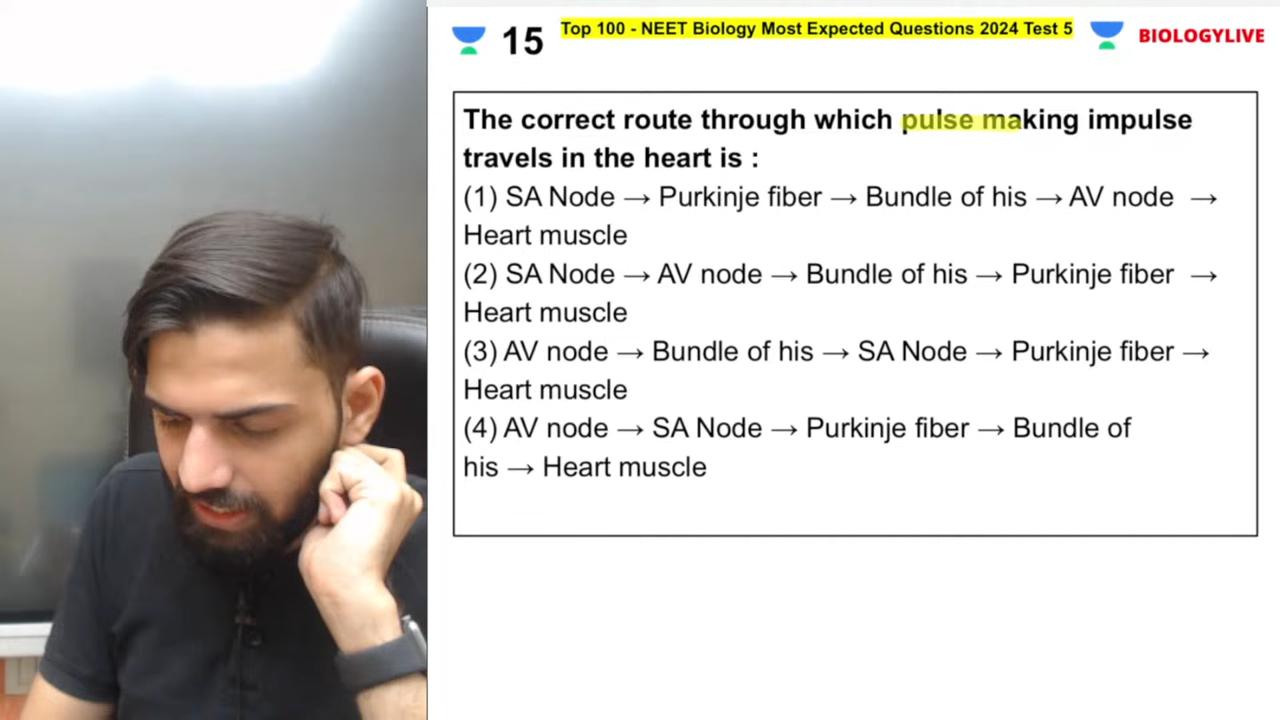 15
Top 100 - NEET Biology Most Expected Questions 2024 Test 5
BIOLOGYLIVE
The correct route through which pulse making impulse
travels in the heart is :
(1) SA Node → Purkinje fiber → Bundle of his → AV node →
Heart muscle
(2) SA Node → AV node → Bundle of his → Purkinje fiber →
Heart muscle
(3) AV node → Bundle of his → SA Node → Purkinje fiber →
Heart muscle
(4) AV node → SA Node → Purkinje fiber → Bundle of
his → Heart muscle